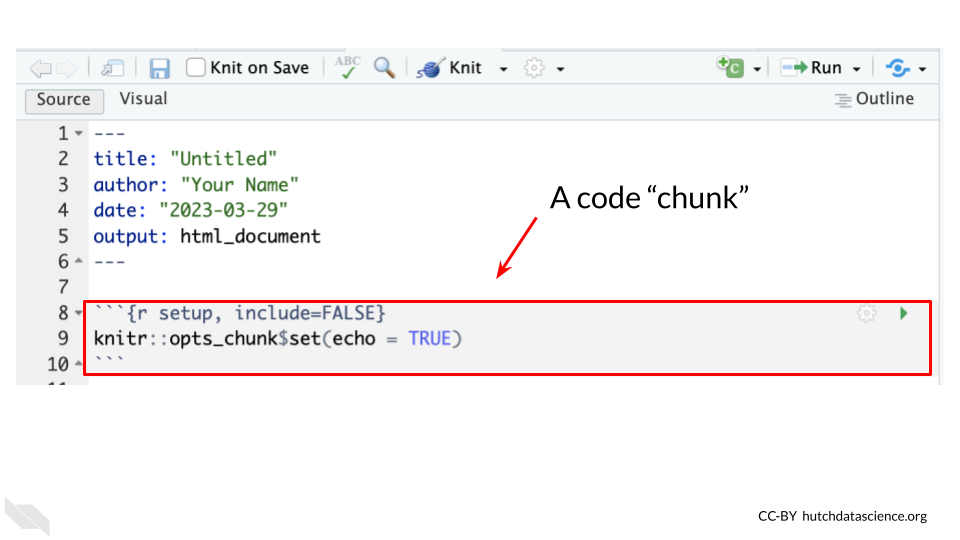 ABC
Knit on Save
Knit
C
Run
Source
Visual
Outline
1 ---
2 title: "Untitled"
3 author: "Your Name"
4 date: "2023-03-29"
5 output: html_document
6 ---
7
A code “chunk”
8 ```{r setup, include=FALSE}
9 knitr::opts_chunk$set(echo = TRUE)
10 ```
CC-BY hutchdatascience.org